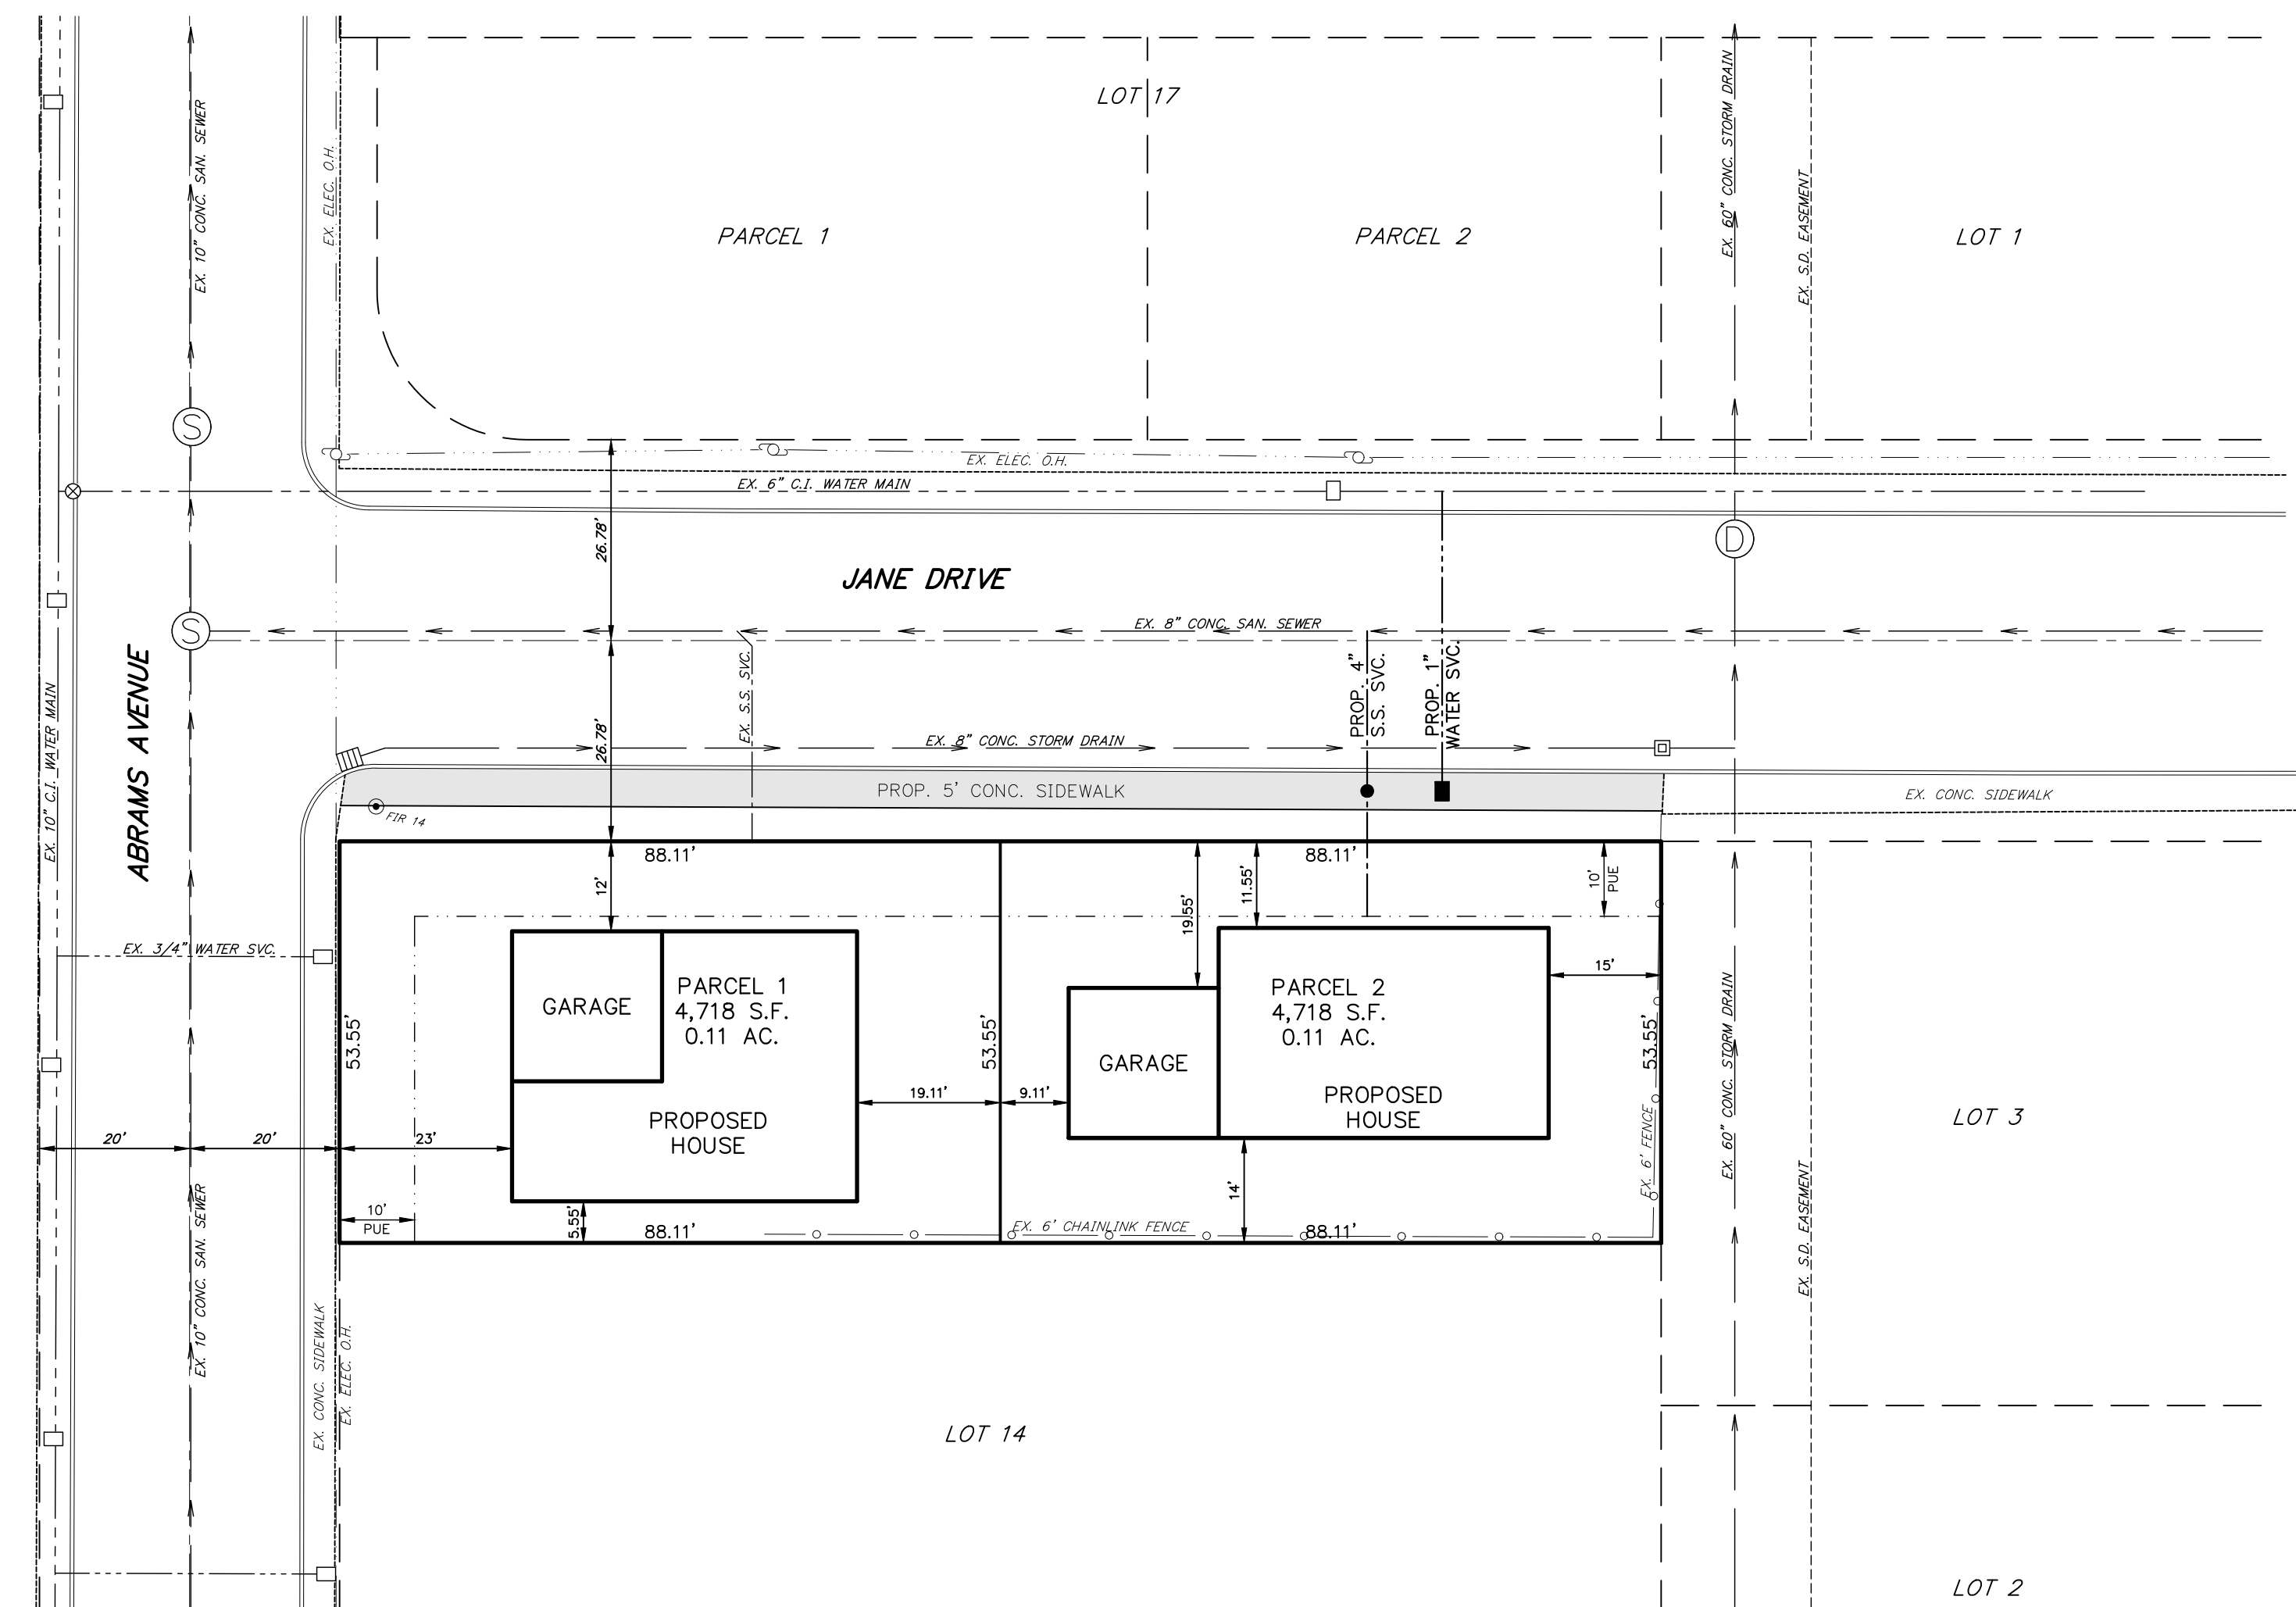 LOT 17
EX. 10" CONC. SAN. SEWER
EX. ELEC. O.H.
PARCEL 1
PARCEL 2
EX. 60" CONC. STORM DRAIN
EX. S.D. EASEMENT
LOT 1
S
EX. ELEC. O.H.
EX. 6" C.I. WATER MAIN
26.78'
D
JANE DRIVE
S
EX. 8" CONC. SAN. SEWER
ABRAMS AVENUE
EX. 10" C.I. WATER MAIN
EX. S.S. SVC.
26.78'
PROP. 4"
S.S. SVC.
PROP. 1"
WATER SVC.
EX. 8" CONC. STORM DRAIN
PROP. 5' CONC. SIDEWALK
EX. CONC. SIDEWALK
FIR 14
88.11'
88.11'
12'
19.55'
11.55'
10'
PUE
EX. 3/4" WATER SVC.
15'
GARAGE
PARCEL 1
4,718 S.F.
0.11 AC.
PARCEL 2
4,718 S.F.
0.11 AC.
53.55'
53.55'
53.55'
GARAGE
EX. 60" CONC. STORM DRAIN
19.11'
9.11'
PROPOSED
HOUSE
PROPOSED
HOUSE
LOT 3
20'
20'
23'
EX. 6' FENCE
14'
10'
PUE
5.55'
88.11'
EX. 6' CHAINLINK FENCE
88.11'
EX. 10" CONC. SAN. SEWER
EX. S.D. EASEMENT
EX. CONC. SIDEWALK
EX. ELEC. O.H.
LOT 14
LOT 2